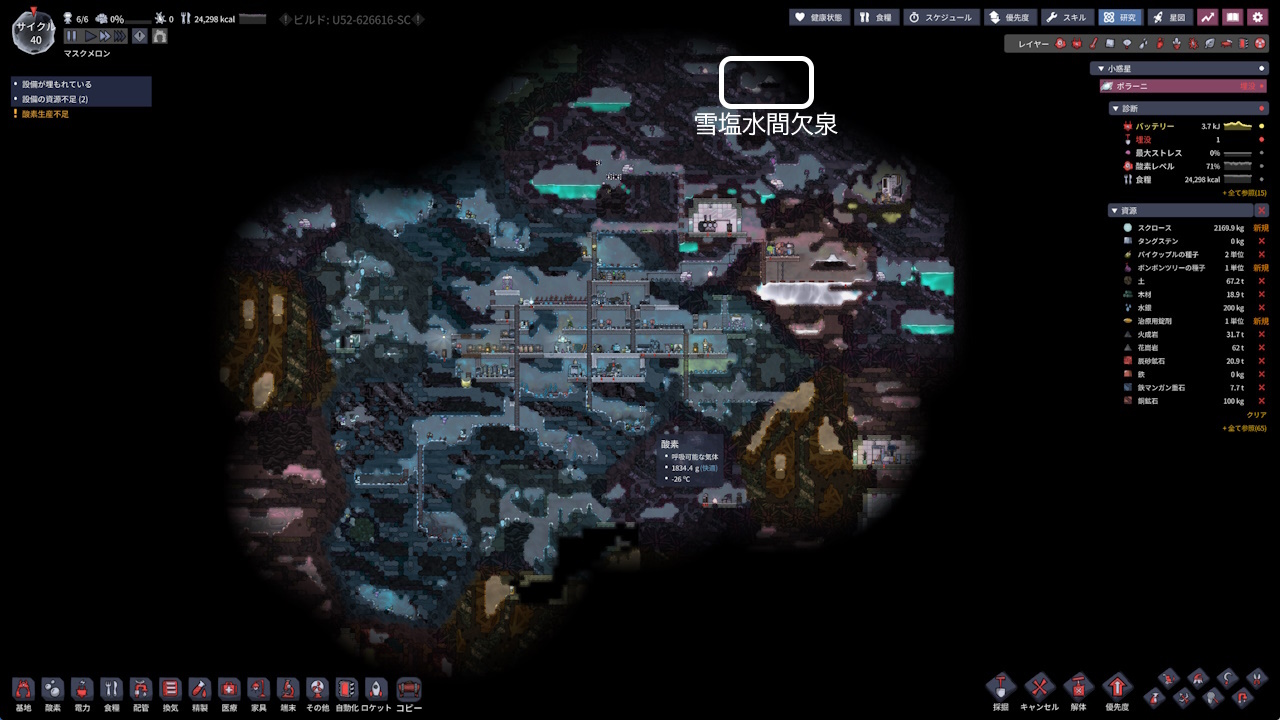 サイクル
40
6/6
0%
0
24,298 kcal
ビルド: U52-626616-SC
マスクメロン
健康状態
食糧
スケジュール
優先度
スキル
研究
星図
レイヤー
設備が埋もれている
設備の資源不足 (2)
酸素生産不足
雪塩水間欠泉
小惑星
ポラーニ
診断
バッテリー 3.7 kJ
埋没 1
最大ストレス 0%
酸素レベル 71%
食糧 24,298 kcal
+ 全て参照(15)
資源
スクロース 2169.9 kg 新規
タングステン 0 kg
パイクアップルの種子 2 単位
ボンボンツリーの種子 1 単位 新規
土 67.2 t
木材 18.9 t
水銀 200 kg
治療用錠剤 1 単位 新規
火成岩 31.7 t
花崗岩 62 t
辰砂鉱石 20.9 t
鉄 0 kg
鉄マンガン重石 7.7 t
銅鉱石 100 kg
クリア
+ 全て参照(65)
酸素
• 呼吸可能な気体
• 1834.4 g (快適)
• -26 ℃
基地
酸素
電力
食糧
配管
換気
精製
医療
家具
端末
その他
自動化
ロケット
コピー
採掘
キャンセル
解体
優先度